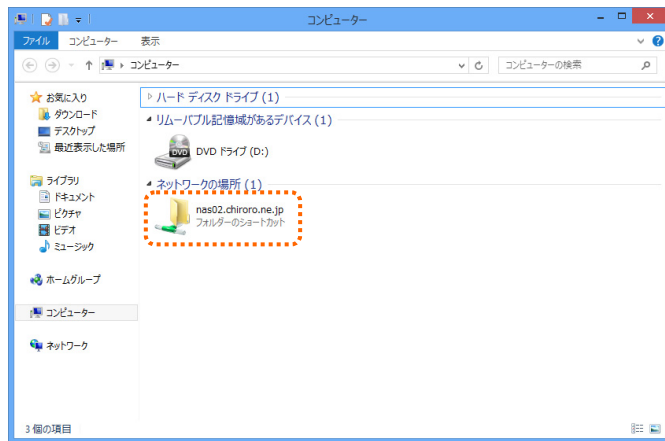 コンピューター
ファイル コンピューター 表示
コンピューター
コンピューターの検索
お気に入り
ダウンロード
デスクトップ
最近表示した場所
ライブラリ
ドキュメント
ピクチャ
ビデオ
ミュージック
ホームグループ
コンピューター
ネットワーク
ハード ディスク ドライブ (1)
リムーバブル記憶域があるデバイス (1)
DVD
DVD ドライブ (D:)
ネットワークの場所 (1)
nas02.chiroro.ne.jp
フォルダーのショートカット
3 個の項目